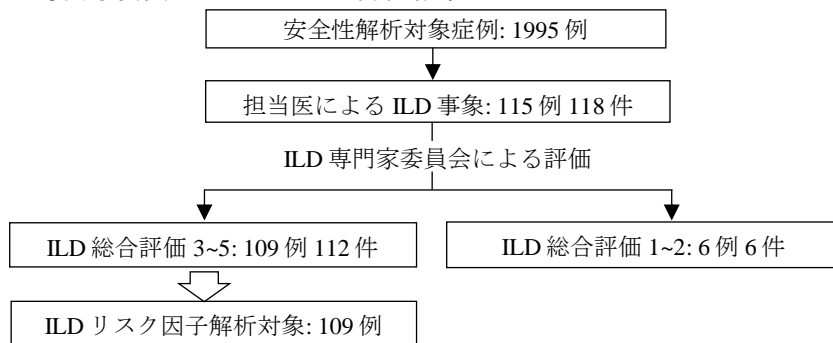 安全性解析対象症例: 1995 例
担当医による ILD 事象: 115 例 118 件
ILD 専門家委員会による評価
ILD 総合評価 3~5: 109 例 112 件
ILD 総合評価 1~2: 6 例 6 件
ILD リスク因子解析対象: 109 例